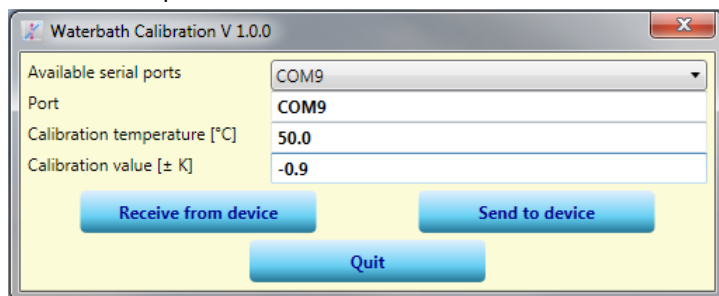 Waterbath Calibration V 1.0.0
Available serial ports COM9
Port COM9
Calibration temperature [°C] 50.0
Calibration value [± K] -0.9
Receive from device Send to device
Quit